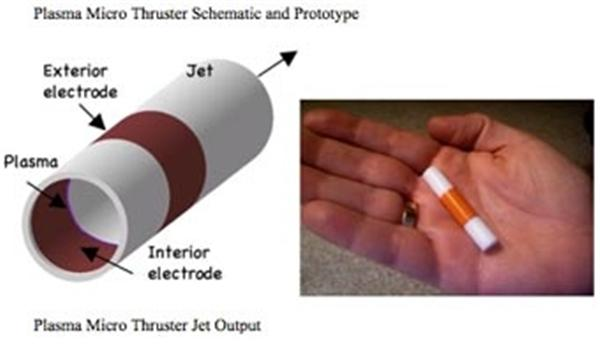 Plasma Micro Thruster Schematic and Prototype
Jet
Exterior
electrode
Plasma
Interior
electrode
Plasma Micro Thruster Jet Output